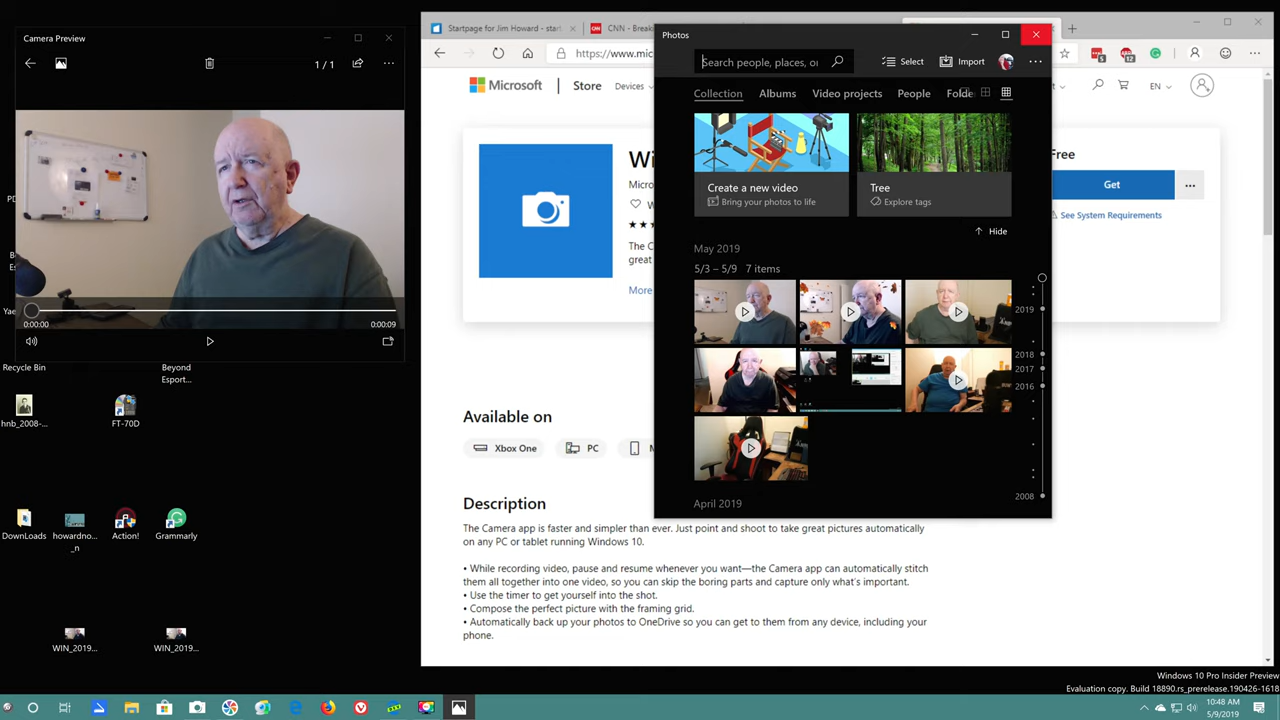 Camera Preview
1 / 1
0:00:00
0:00:09
Recycle Bin
Beyond
Esport...
hnb_2008-...
FT-70D
DownLoads
howardno...
_n
Action!
Grammarly
WIN_2019...
WIN_2019...
Startpage for Jim Howard - start
CNN - Break
https://www.mic
Microsoft
Store
Devices
EN
Wi
Micro
The C
great
More
Free
Get
See System Requirements
Available on
Xbox One
PC
Description
The Camera app is faster and simpler than ever. Just point and shoot to take great pictures automatically
on any PC or tablet running Windows 10.
• While recording video, pause and resume whenever you want—the Camera app can automatically stitch
them all together into one video, so you can skip the boring parts and capture only what's important.
• Use the timer to get yourself into the shot.
• Compose the perfect picture with the framing grid.
• Automatically back up your photos to OneDrive so you can get to them from any device, including your
phone.
Photos
Search people, places, or
Select
Import
Collection
Albums
Video projects
People
Folde
Create a new video
Bring your photos to life
Tree
Explore tags
Hide
May 2019
5/3 – 5/9 7 items
2019
2018
2017
2016
2008
April 2019
Windows 10 Pro Insider Preview
Evaluation copy. Build 18890.rs_prerelease.190426-1618
10:48 AM
5/9/2019